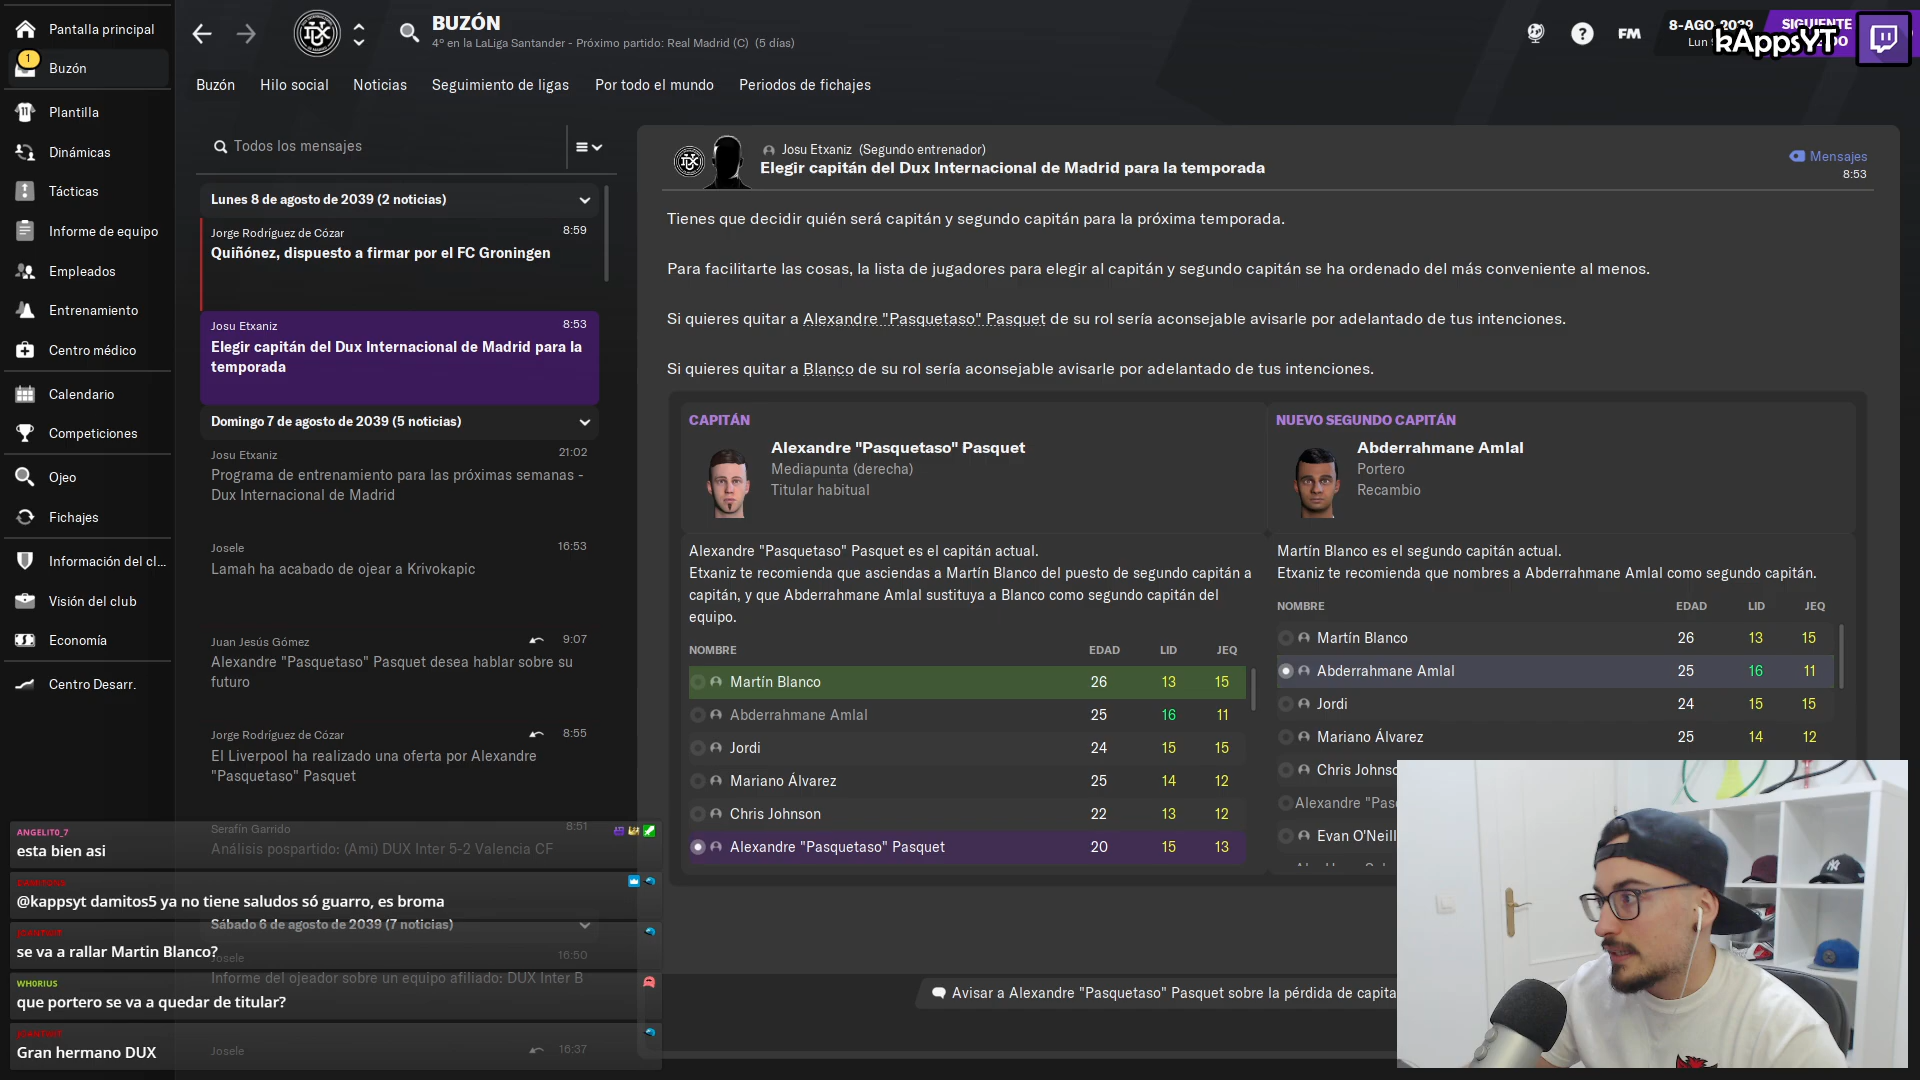 Pantalla principal
1
Buzón
Plantilla
Dinámicas
Tácticas
Informe de equipo
Empleados
Entrenamiento
Centro médico
Calendario
Competiciones
Ojeo
Fichajes
Información del cl...
Visión del club
Economía
Centro Desarr.
BUZÓN
4º en la LaLiga Santander - Próximo partido: Real Madrid (C) (5 días)
FM
8-AGO-2039
Lun
SIGUIENTE
kAppsYT
Buzón
Hilo social
Noticias
Seguimiento de ligas
Por todo el mundo
Periodos de fichajes
Todos los mensajes
Lunes 8 de agosto de 2039 (2 noticias)
Jorge Rodríguez de Cózar 8:59
Quiñónez, dispuesto a firmar por el FC Groningen
Josu Etxaniz 8:53
Elegir capitán del Dux Internacional de Madrid para la
temporada
Domingo 7 de agosto de 2039 (5 noticias)
Josu Etxaniz 21:02
Programa de entrenamiento para las próximas semanas -
Dux Internacional de Madrid
Josele 16:53
Lamah ha acabado de ojear a Krivokapic
Juan Jesús Gómez 9:07
Alexandre "Pasquetaso" Pasquet desea hablar sobre su
futuro
Jorge Rodríguez de Cózar 8:55
El Liverpool ha realizado una oferta por Alexandre
"Pasquetaso" Pasquet
Serafín Garrido 8:51
Análisis pospartido: (Ami) DUX Inter 5-2 Valencia CF
Sábado 6 de agosto de 2039 (7 noticias)
Josele 16:50
Informe del ojeador sobre un equipo afiliado: DUX Inter B
Josele 16:37
ANGELIT0_7
esta bien asi
@kappsyt damitos5 ya no tiene saludos só guarro, es broma
se va a rallar Martin Blanco?
WH0RIUS
que portero se va a quedar de titular?
Gran hermano DUX
Josu Etxaniz (Segundo entrenador)
Elegir capitán del Dux Internacional de Madrid para la temporada
Mensajes
8:53
Tienes que decidir quién será capitán y segundo capitán para la próxima temporada.
Para facilitarte las cosas, la lista de jugadores para elegir al capitán y segundo capitán se ha ordenado del más conveniente al menos.
Si quieres quitar a Alexandre "Pasquetaso" Pasquet de su rol sería aconsejable avisarle por adelantado de tus intenciones.
Si quieres quitar a Blanco de su rol sería aconsejable avisarle por adelantado de tus intenciones.
CAPITÁN
Alexandre "Pasquetaso" Pasquet
Mediapunta (derecha)
Titular habitual
Alexandre "Pasquetaso" Pasquet es el capitán actual.
Etxaniz te recomienda que asciendas a Martín Blanco del puesto de segundo capitán a
capitán, y que Abderrahmane Amlal sustituya a Blanco como segundo capitán del
equipo.
NOMBRE EDAD LID JEQ
Martín Blanco 26 13 15
Abderrahmane Amlal 25 16 11
Jordi 24 15 15
Mariano Álvarez 25 14 12
Chris Johnson 22 13 12
Alexandre "Pasquetaso" Pasquet 20 15 13
NUEVO SEGUNDO CAPITÁN
Abderrahmane Amlal
Portero
Recambio
Martín Blanco es el segundo capitán actual.
Etxaniz te recomienda que nombres a Abderrahmane Amlal como segundo capitán.
NOMBRE EDAD LID JEQ
Martín Blanco 26 13 15
Abderrahmane Amlal 25 16 11
Jordi 24 15 15
Mariano Álvarez 25 14 12
Chris Johnso
Alexandre "Pas
Evan O'Neill
Avisar a Alexandre "Pasquetaso" Pasquet sobre la pérdida de capita